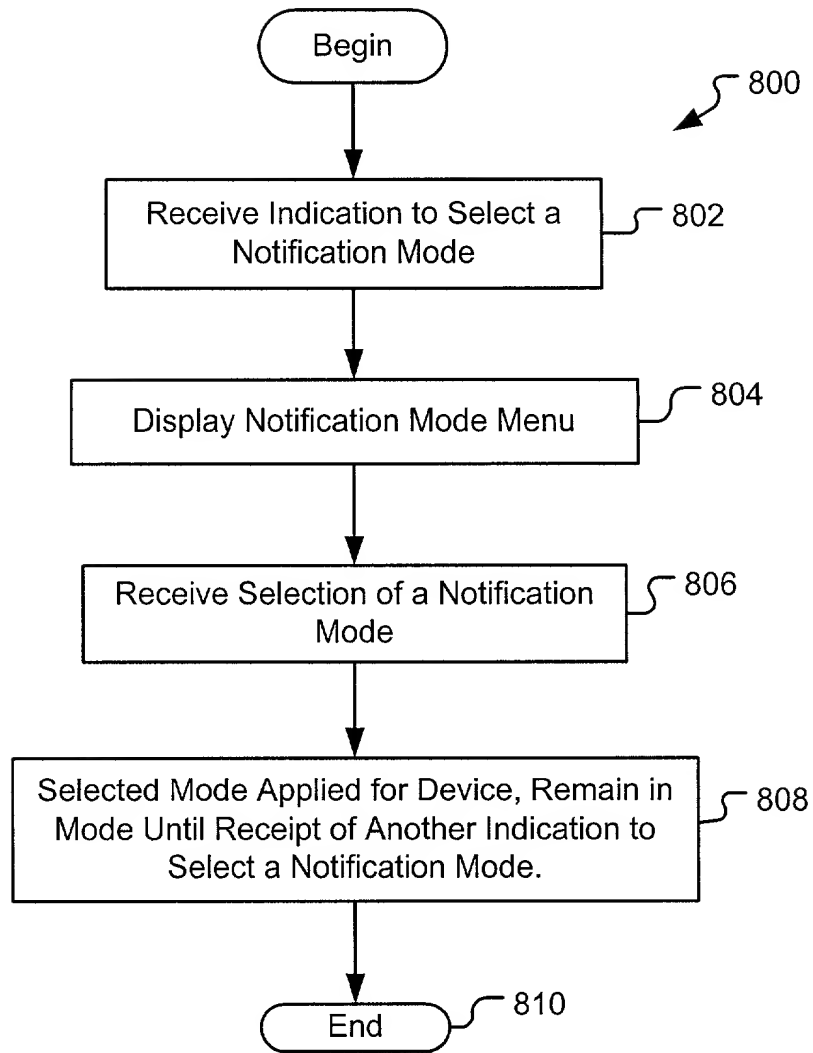 Begin
800
Receive Indication to Select a
Notification Mode
802
Display Notification Mode Menu
804
Receive Selection of a Notification
Mode
806
Selected Mode Applied for Device, Remain in
Mode Until Receipt of Another Indication to
Select a Notification Mode.
808
End
810